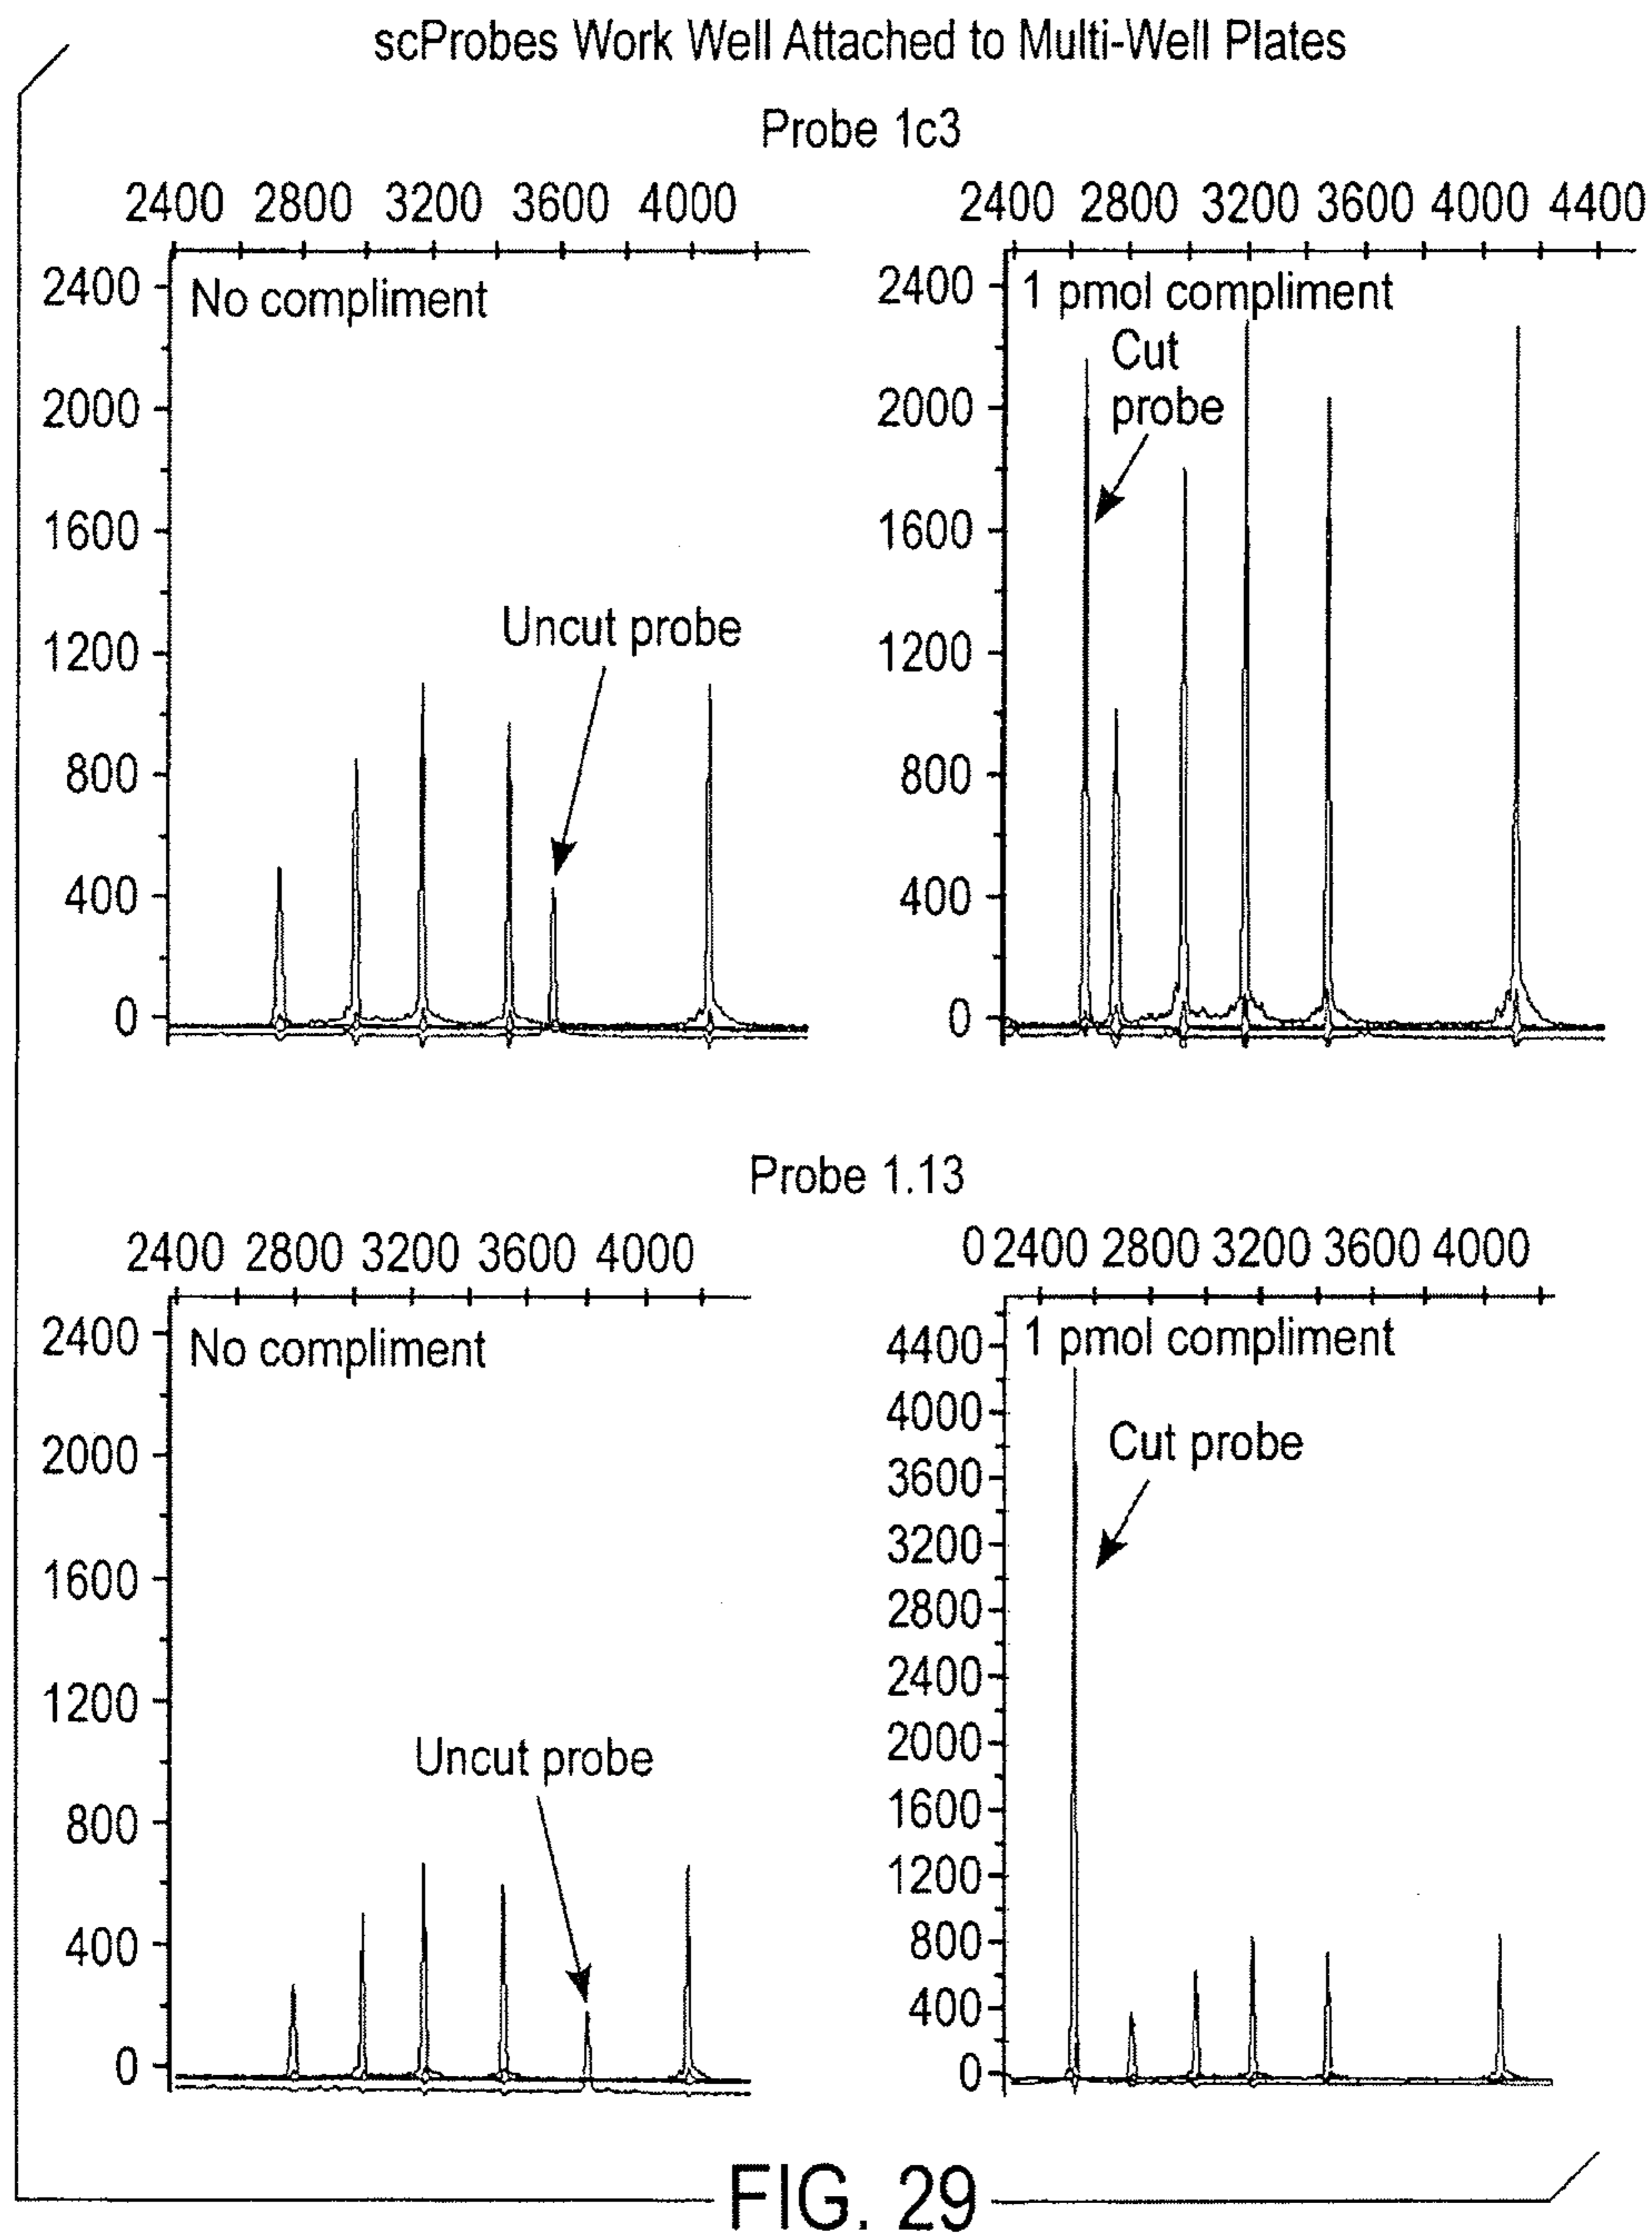 scProbes Work Well Attached to Multi-Well Plates
Probe 1c3
2400 2800 3200 3600 4000
2400
2000
1600
1200
800
400
0
No compliment
Uncut probe
2400 2800 3200 3600 4000 4400
2400
2000
1600
1200
800
400
0
1 pmol compliment
Cut
probe
Probe 1.13
2400 2800 3200 3600 4000
2400
2000
1600
1200
800
400
0
No compliment
Uncut probe
0 2400 2800 3200 3600 4000
4400
4000
3600
3200
2800
2400
2000
1600
1200
800
400
0
1 pmol compliment
Cut probe
FIG. 29